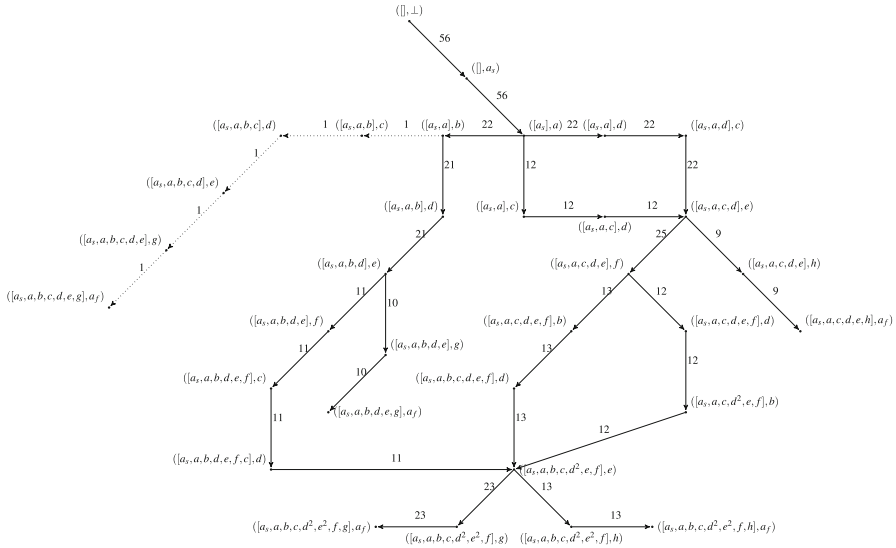 ([], ⊥)
56
([], a_s)
56
([a_s, a, b, c], d) 1 ([a_s, a, b], c) 1 ([a_s, a], b) 22 ([a_s], a) 22 ([a_s, a], d) 22 ([a_s, a, d], c)
1 21 12 22
([a_s, a, b, c, d], e) ([a_s, a, b], d) ([a_s, a], c) 12 12 ([a_s, a, c, d], e)
([a_s, a, c], d)
1 21 25 9
([a_s, a, b, c, d, e], g) ([a_s, a, b, d], e) ([a_s, a, c, d, e], f) ([a_s, a, c, d, e], h)
1 11 10 13 12 9
([a_s, a, b, c, d, e, g], a_f) ([a_s, a, b, d, e], f) ([a_s, a, c, d, e, f], b) ([a_s, a, c, d, e, f], d) ([a_s, a, c, d, e, h], a_f)
11 ([a_s, a, b, d, e], g) 13 12
10
([a_s, a, b, d, e, f], c) ([a_s, a, b, c, d, e, f], d)
11 ([a_s, a, b, d, e, g], a_f) 13 ([a_s, a, c, d², e, f], b)
12
([a_s, a, b, d, e, f, c], d) 11 ([a_s, a, b, c, d², e, f], e)
23 13
([a_s, a, b, c, d², e², f, g], a_f) 23 13 ([a_s, a, b, c, d², e², f, h], a_f)
([a_s, a, b, c, d², e², f], g) ([a_s, a, b, c, d², e², f], h)